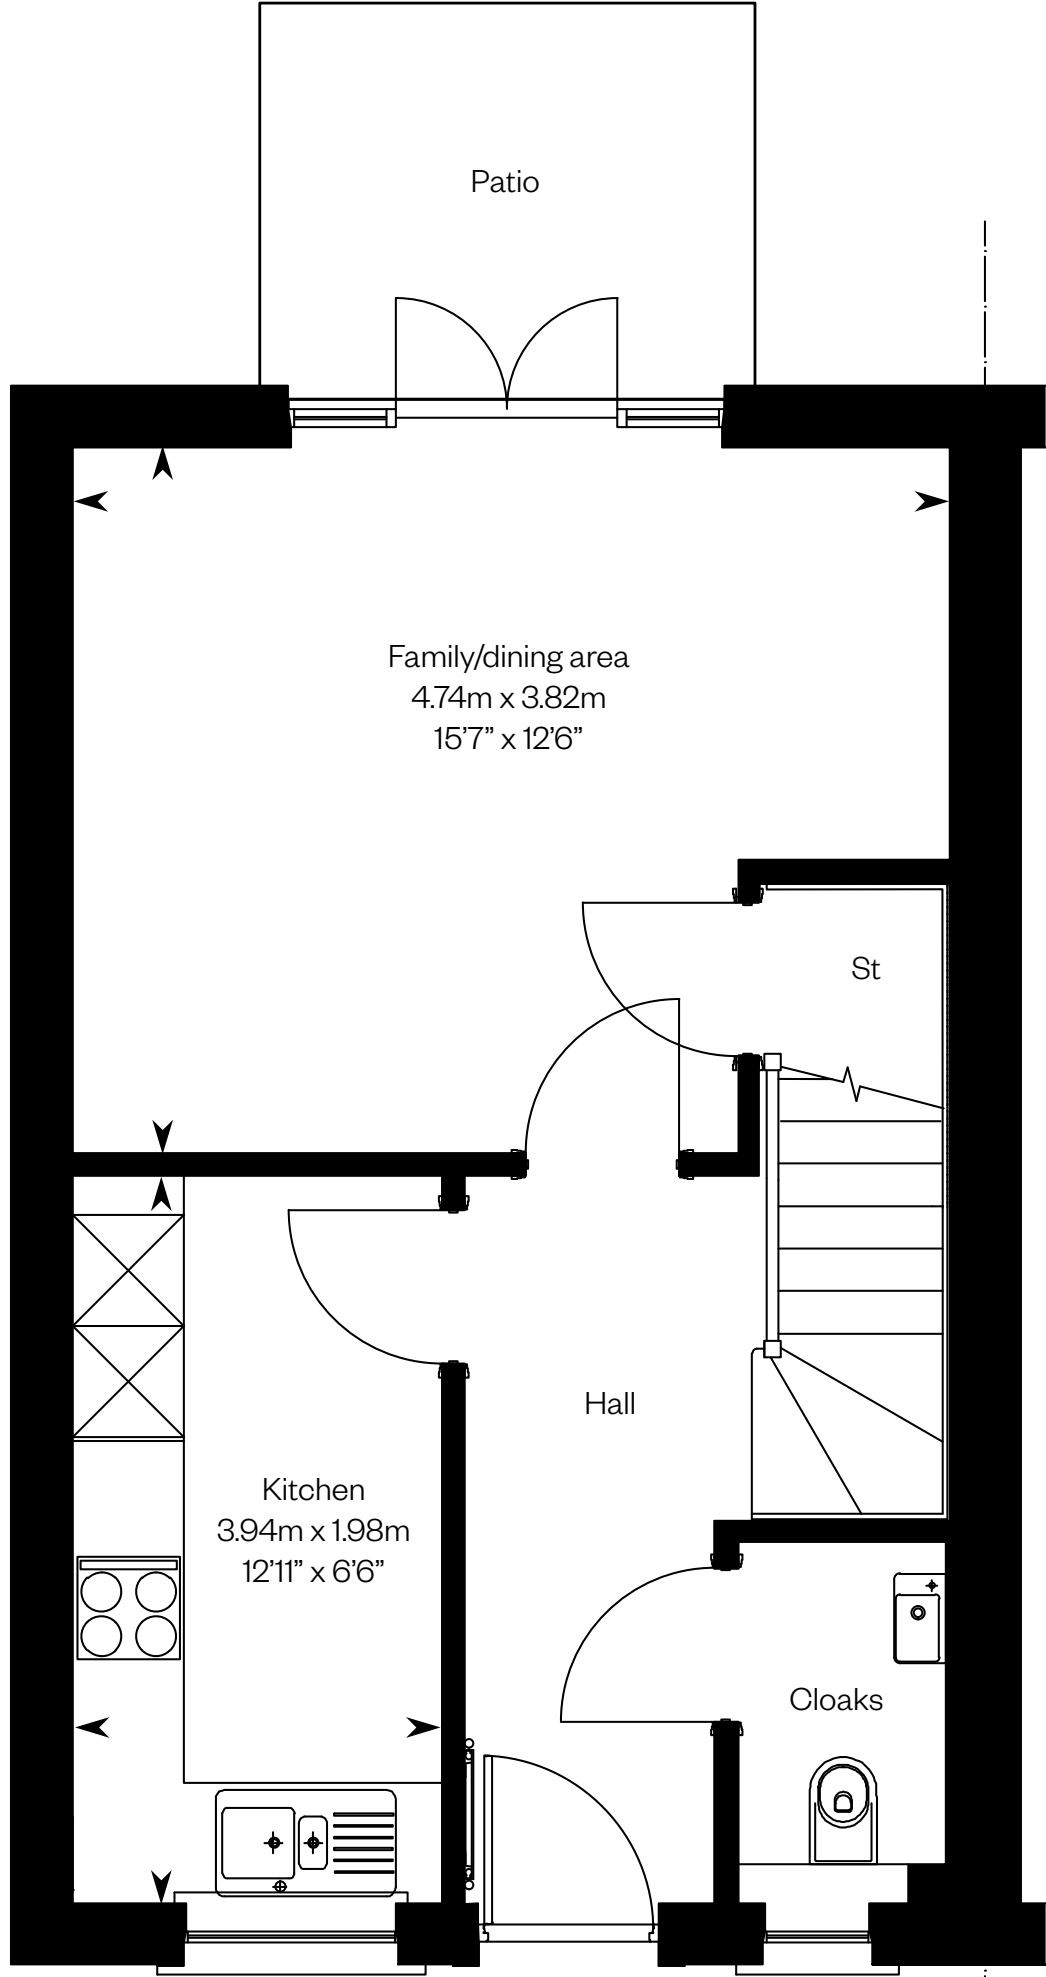 Patio
Family/dining area
4.74m x 3.82m
15’7” x 12’6”
St
Hall
Kitchen
3.94m x 1.98m
12’11” x 6’6”
Cloaks